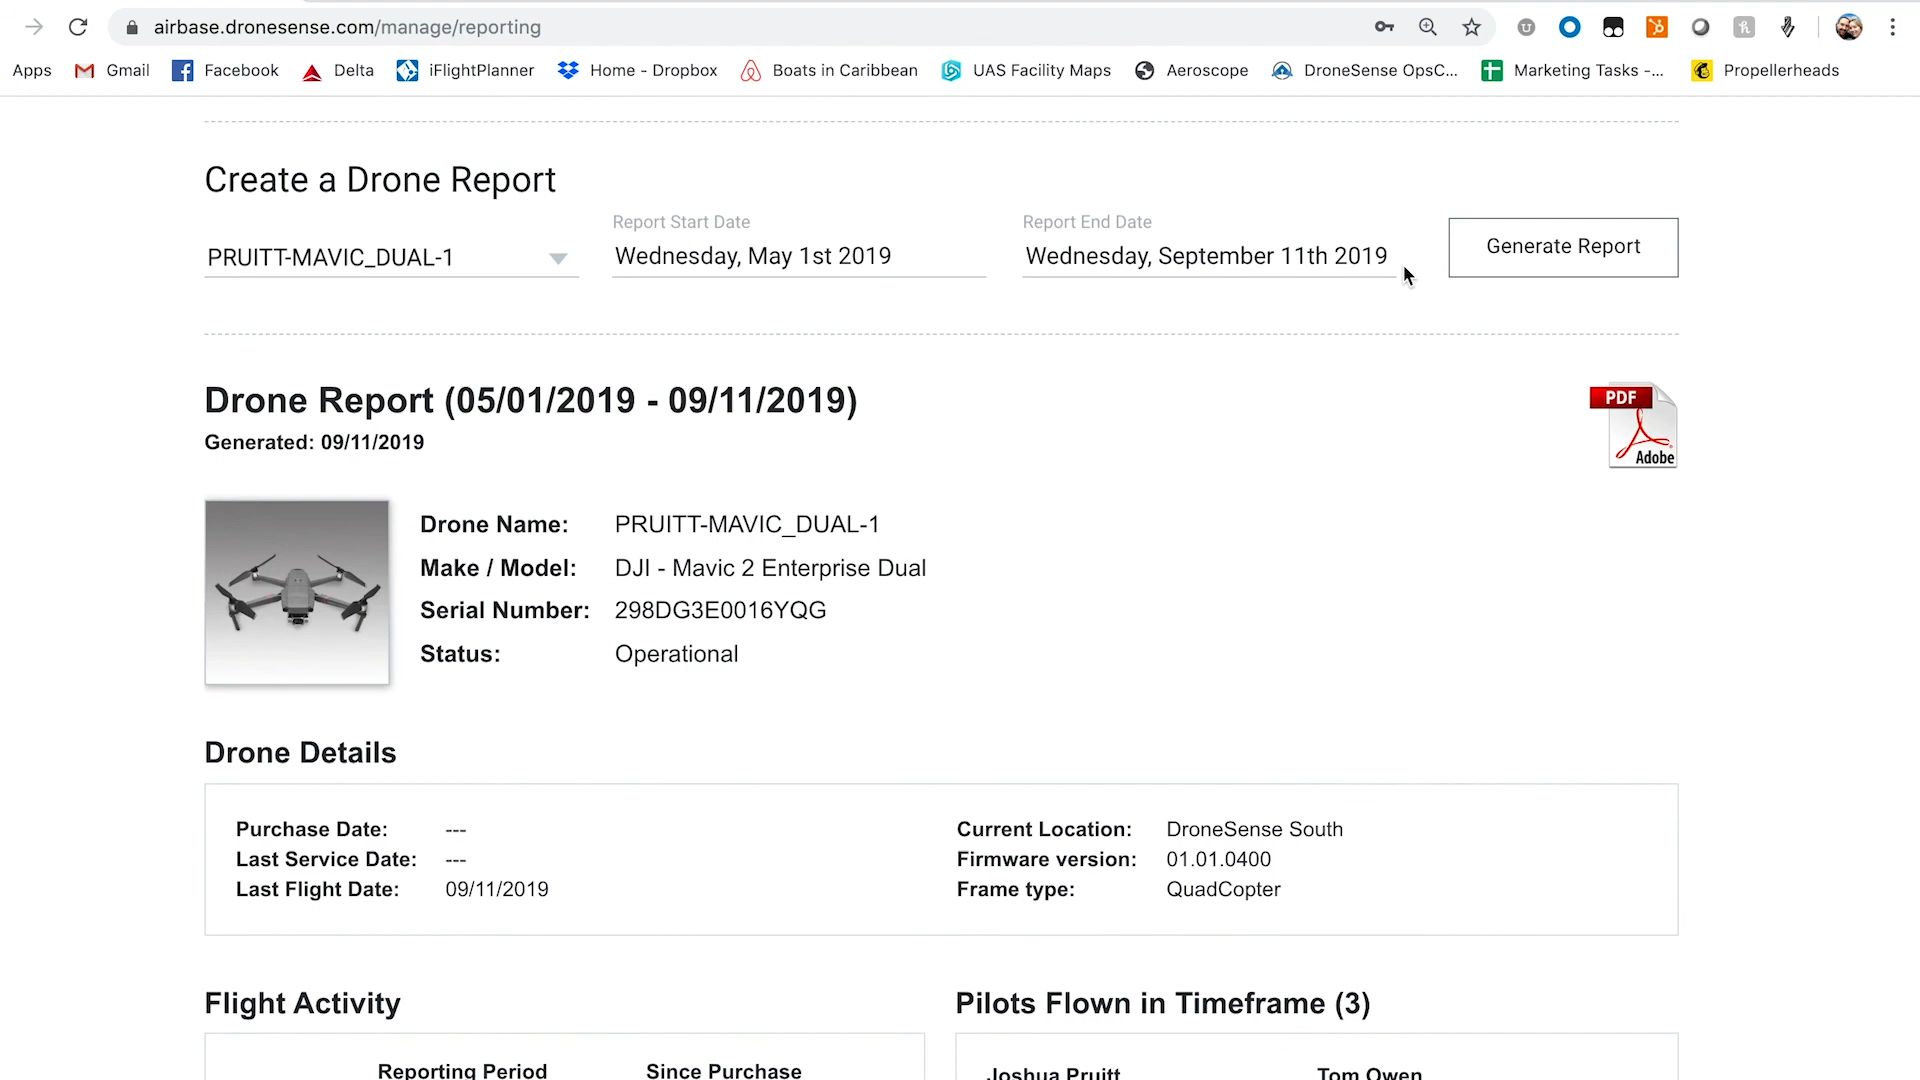 airbase.dronesense.com/manage/reporting
Apps Gmail Facebook Delta iFlightPlanner Home - Dropbox Boats in Caribbean UAS Facility Maps Aeroscope DroneSense OpsC... Marketing Tasks -... Propellerheads
Create a Drone Report
Report Start Date Report End Date
PRUITT-MAVIC_DUAL-1 Wednesday, May 1st 2019 Wednesday, September 11th 2019 Generate Report
Drone Report (05/01/2019 - 09/11/2019)
Generated: 09/11/2019
PDF
Adobe
Drone Name: PRUITT-MAVIC_DUAL-1
Make / Model: DJI - Mavic 2 Enterprise Dual
Serial Number: 298DG3E0016YQG
Status: Operational
Drone Details
Purchase Date: --- Current Location: DroneSense South
Last Service Date: --- Firmware version: 01.01.0400
Last Flight Date: 09/11/2019 Frame type: QuadCopter
Flight Activity Pilots Flown in Timeframe (3)
Reporting Period Since Purchase Joshua Pruitt Tom Owen